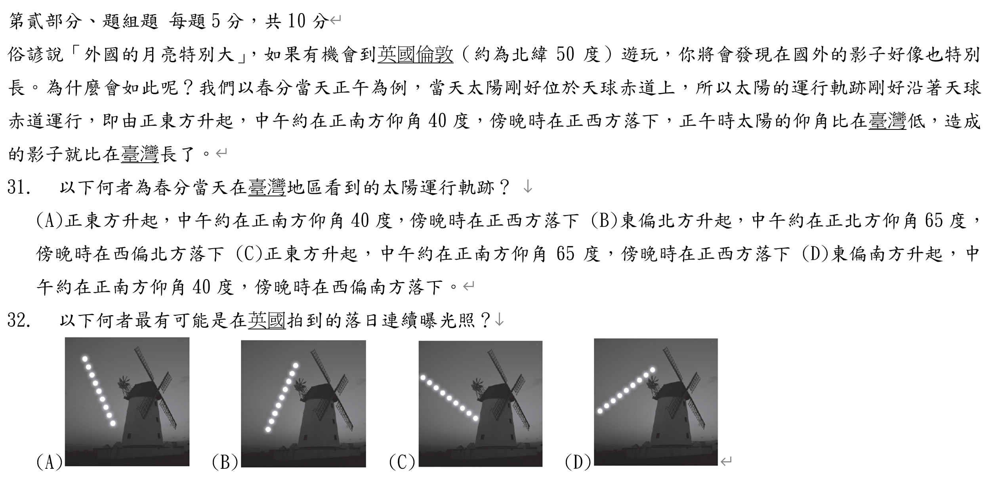 第貳部分、題組題 每題5分，共10分↵
俗諺說「外國的月亮特別大」，如果有機會到英國倫敦（約為北緯 50 度）遊玩，你將會發現在國外的影子好像也特別
長。為什麼會如此呢？我們以春分當天正午為例，當天太陽剛好位於天球赤道上，所以太陽的運行軌跡剛好沿著天球
赤道運行，即由正東方升起，中午約在正南方仰角40度，傍晚時在正西方落下，正午時太陽的仰角比在臺灣低，造成
的影子就比在臺灣長了。↵
31. 以下何者為春分當天在臺灣地區看到的太陽運行軌跡？ ↓
(A)正東方升起，中午約在正南方仰角40度，傍晚時在正西方落下 (B)東偏北方升起，中午約在正北方仰角65度，
傍晚時在西偏北方落下 (C)正東方升起，中午約在正南方仰角 65 度，傍晚時在正西方落下 (D)東偏南方升起，中
午約在正南方仰角40度，傍晚時在西偏南方落下。↵
32. 以下何者最有可能是在英國拍到的落日連續曝光照？↓
(A) (B) (C) (D) ↵